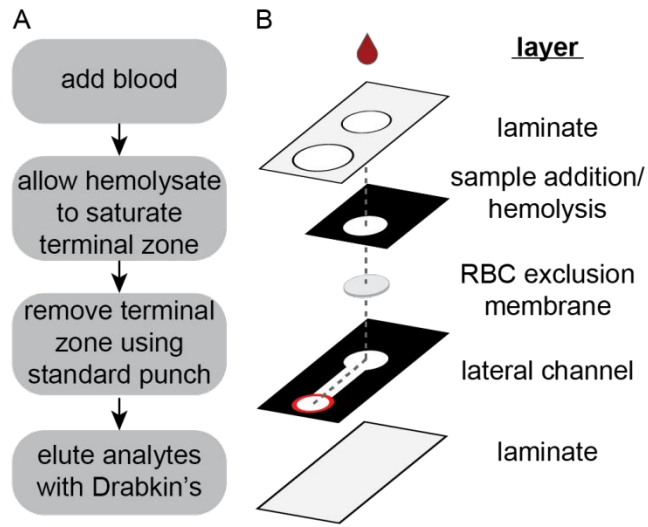 A
add blood
allow hemolysate
to saturate
terminal zone
remove terminal
zone using
standard punch
elute analytes
with Drabkin's
B
layer
laminate
sample addition/
hemolysis
RBC exclusion
membrane
lateral channel
laminate